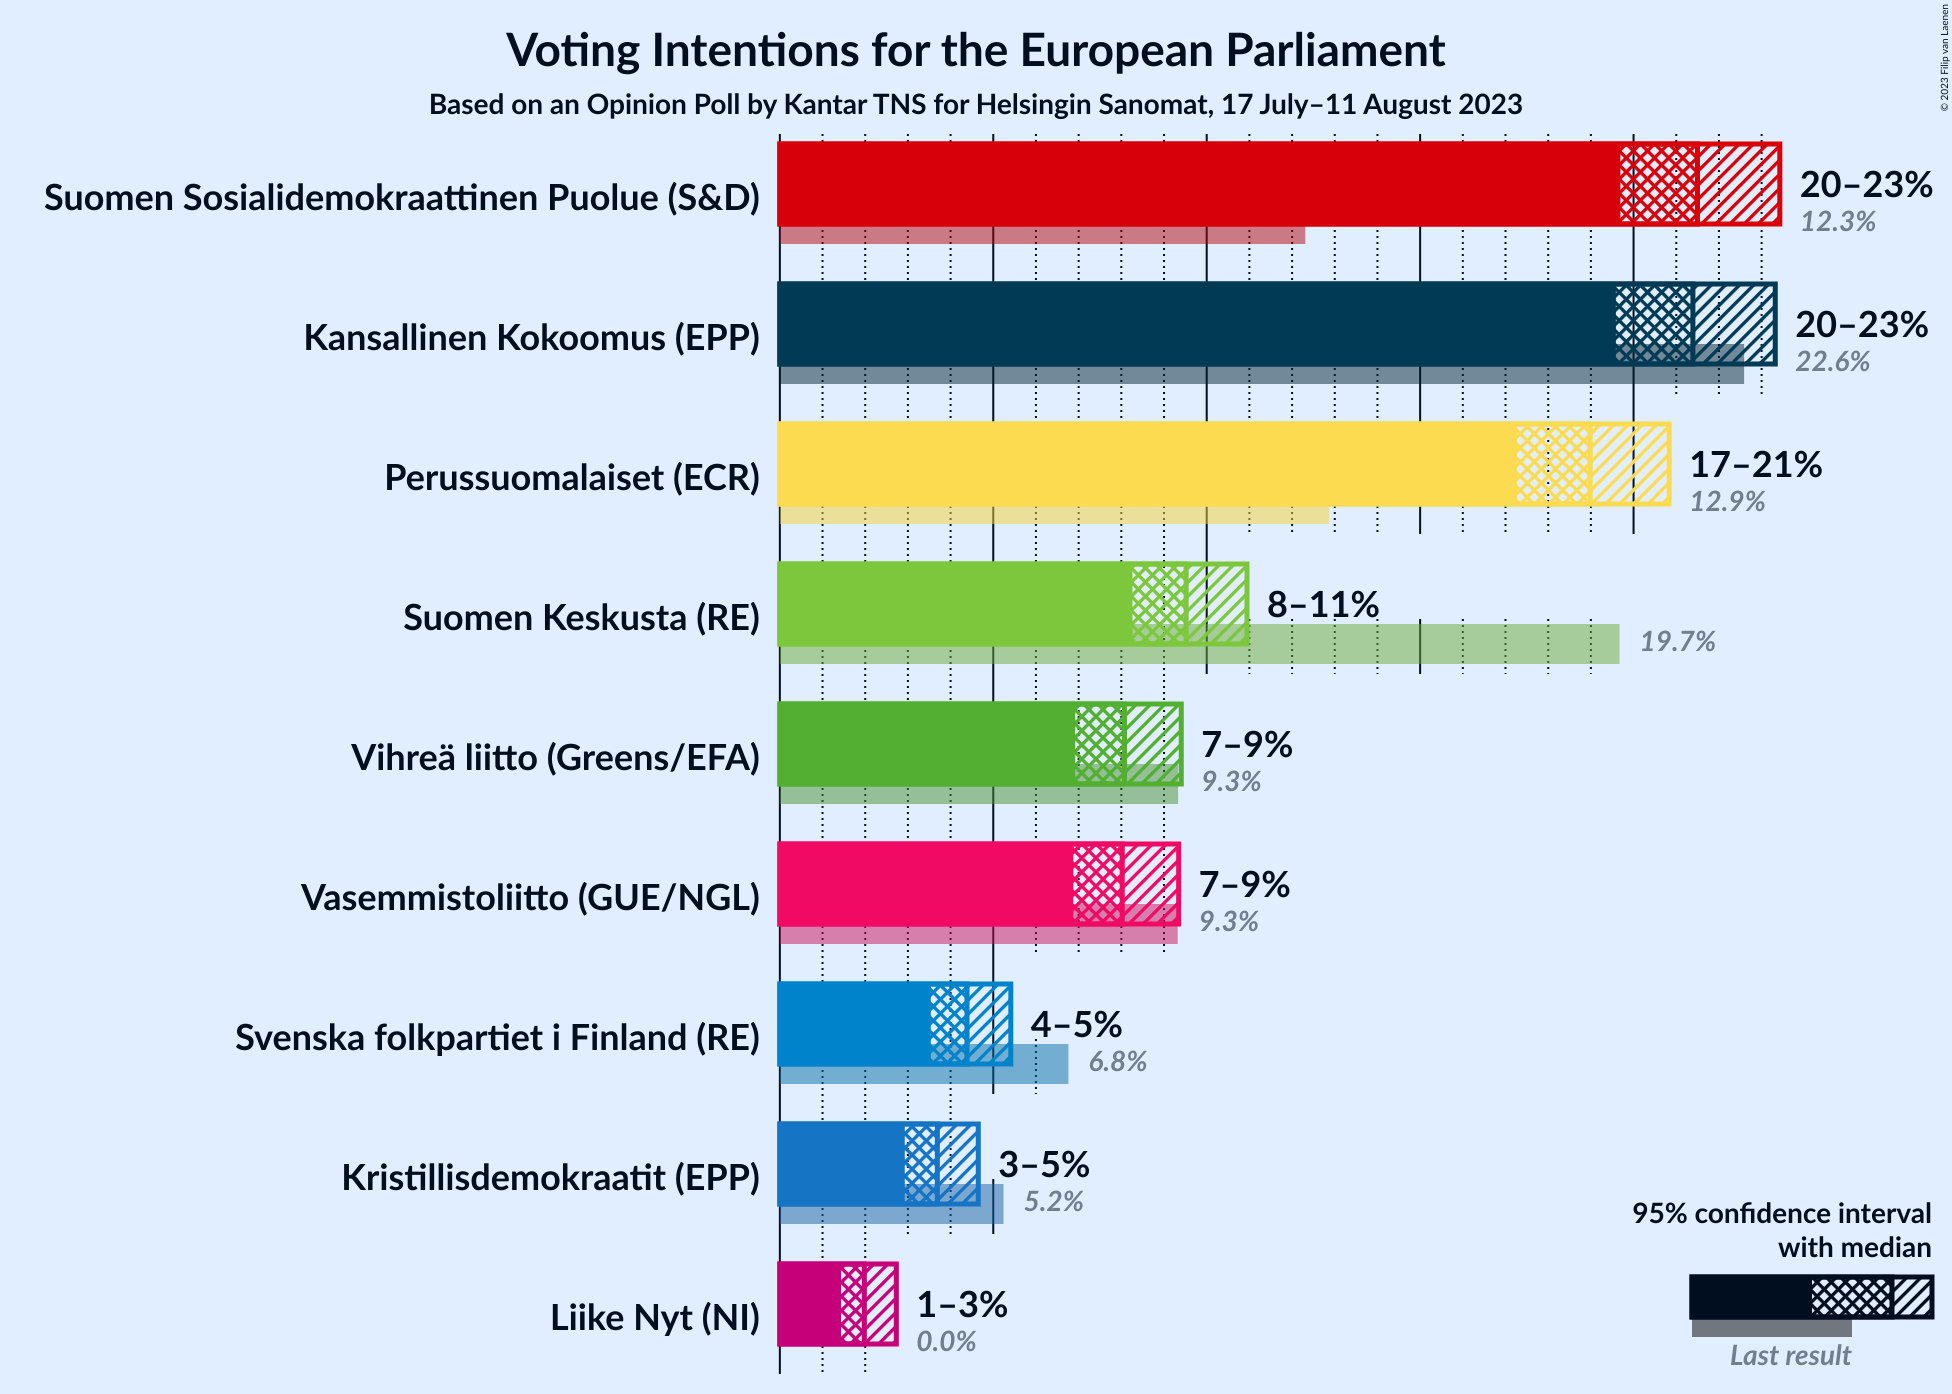 Voting Intentions for the European Parliament
Based on an Opinion Poll by Kantar TNS for Helsingin Sanomat, 17 July–11 August 2023
© 2023 Filip van Laenen
Suomen Sosialidemokraattinen Puolue (S&D)
20–23%
12.3%
Kansallinen Kokoomus (EPP)
20–23%
22.6%
Perussuomalaiset (ECR)
17–21%
12.9%
Suomen Keskusta (RE)
8–11%
19.7%
Vihreä liitto (Greens/EFA)
7–9%
9.3%
Vasemmistoliitto (GUE/NGL)
7–9%
9.3%
Svenska folkpartiet i Finland (RE)
4–5%
6.8%
Kristillisdemokraatit (EPP)
3–5%
5.2%
Liike Nyt (NI)
1–3%
0.0%
95% confidence interval
with median
Last result